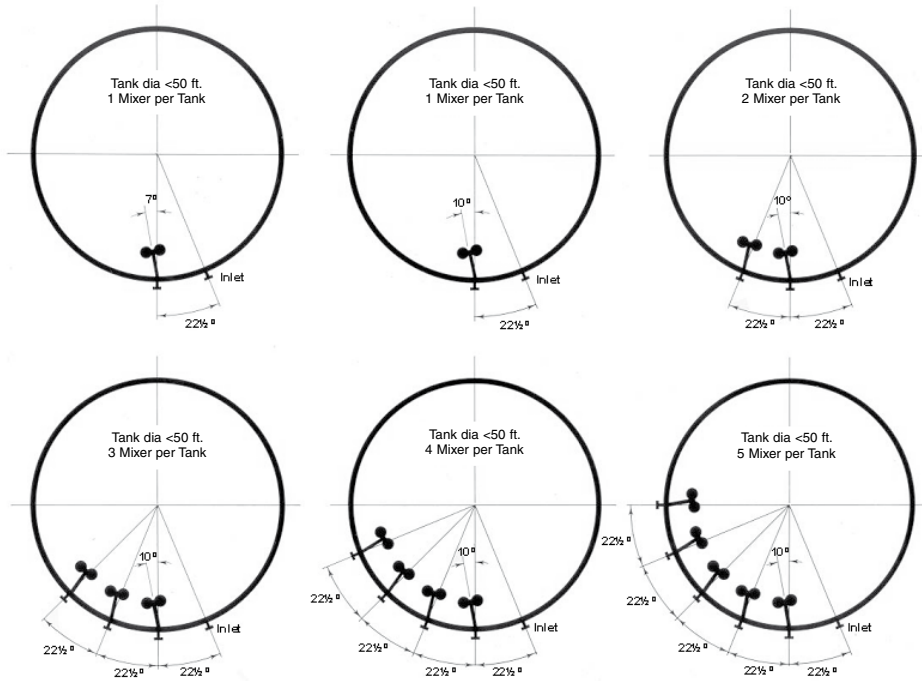 Tank dia <50 ft.
1 Mixer per Tank
7º
Inlet
22½º
Tank dia <50 ft.
1 Mixer per Tank
10º
Inlet
22½º
Tank dia <50 ft.
2 Mixer per Tank
10º
Inlet
22½º
22½º
Tank dia <50 ft.
3 Mixer per Tank
10º
Inlet
22½º
22½º
22½º
Tank dia <50 ft.
4 Mixer per Tank
10º
22½º
Inlet
22½º
22½º
22½º
Tank dia <50 ft.
5 Mixer per Tank
22½º
10º
22½º
Inlet
22½º
22½º
22½º